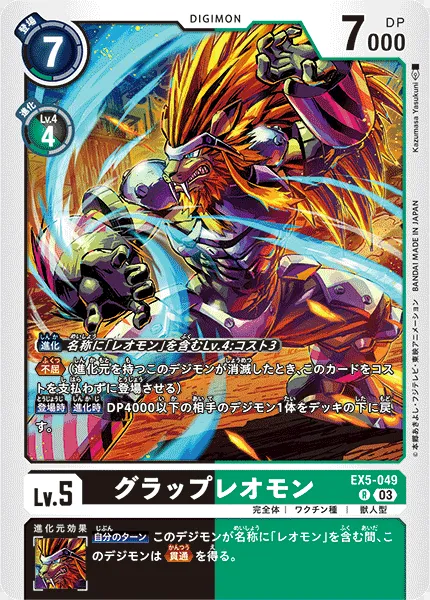 登場
7
DIGIMON
7000
DP
進化
Lv.4
4
Kazumasa Yasukuni
BANDAI MADE IN JAPAN
©本郷あきよし・フジテレビ・東映アニメーション
進化 名称に「レオモン」を含むLv.4:コスト3
不屈 (進化元を持つこのデジモンが消滅したとき、このカードをコス
トを支払わずに登場させる)
登場時 進化時 DP4000以下の相手のデジモン1体をデッキの下に戻
す。
EX5-049
Lv.5
グラップレオモン
R 03
完全体 | ワクチン種 | 獣人型
進化元効果
自分のターン このデジモンが名称に「レオモン」を含む間、こ
のデジモンは 貫通 を得る。